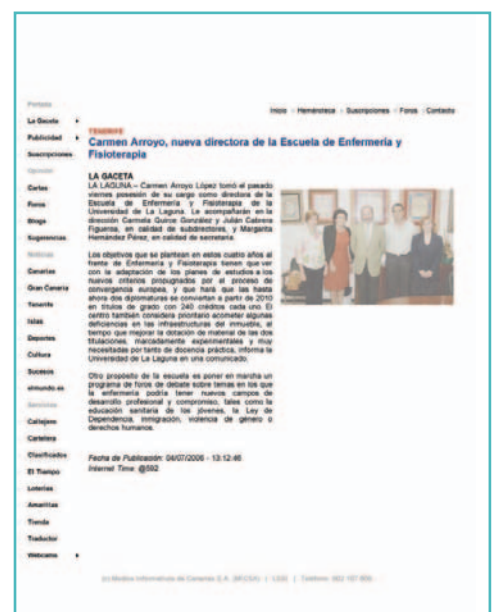 Portada
La Gaceta
Publicidad
Suscripciones
Opinión
Cartas
Foros
Blogs
Sugerencias
Noticias
Canarias
Gran Canaria
Tenerife
Islas
Deportes
Cultura
Sucesos
elmundo.es
Servicios
Callejero
Cartelera
Clasificados
El Tiempo
Loterías
Amarillas
Tienda
Traductor
Webcams
Inicio Hemeroteca Suscripciones Foros Contacto
TENERIFE
Carmen Arroyo, nueva directora de la Escuela de Enfermería y
Fisioterapia
LA GACETA
LA LAGUNA.– Carmen Arroyo López tomó el pasado
viernes posesión de su cargo como directora de la
Escuela de Enfermería y Fisioterapia de la
Universidad de La Laguna. Le acompañarán en la
dirección Carmela Quirce González y Julián Cabrera
Figueroa, en calidad de subdirectores, y Margarita
Hernández Pérez, en calidad de secretaria.
Los objetivos que se plantean en estos cuatro años al
frente de Enfermería y Fisioterapia tienen que ver
con la adaptación de los planes de estudios a los
nuevos criterios propugnados por el proceso de
convergencia europea, y que hará que las hasta
ahora dos diplomaturas se conviertan a partir de 2010
en títulos de grado con 240 créditos cada uno. El
centro también considera prioritario acometer algunas
deficiencias en las infraestructuras del inmueble, al
tiempo que mejorar la dotación de material de las dos
titulaciones, marcadamente experimentales y muy
necesitadas por tanto de docencia práctica, informa la
Universidad de La Laguna en una comunicado.
Otro propósito de la escuela es poner en marcha un
programa de foros de debate sobre temas en los que
la enfermería podría tener nuevos campos de
desarrollo profesional y compromiso, tales como la
educación sanitaria de los jóvenes, la Ley de
Dependencia, inmigración, violencia de género o
derechos humanos.
Fecha de Publicación: 04/07/2006 - 13:12:46
Internet Time: @592
(c) Medios Informativos de Canarias S.A. (MICSA) | LSSI | Teléfono: